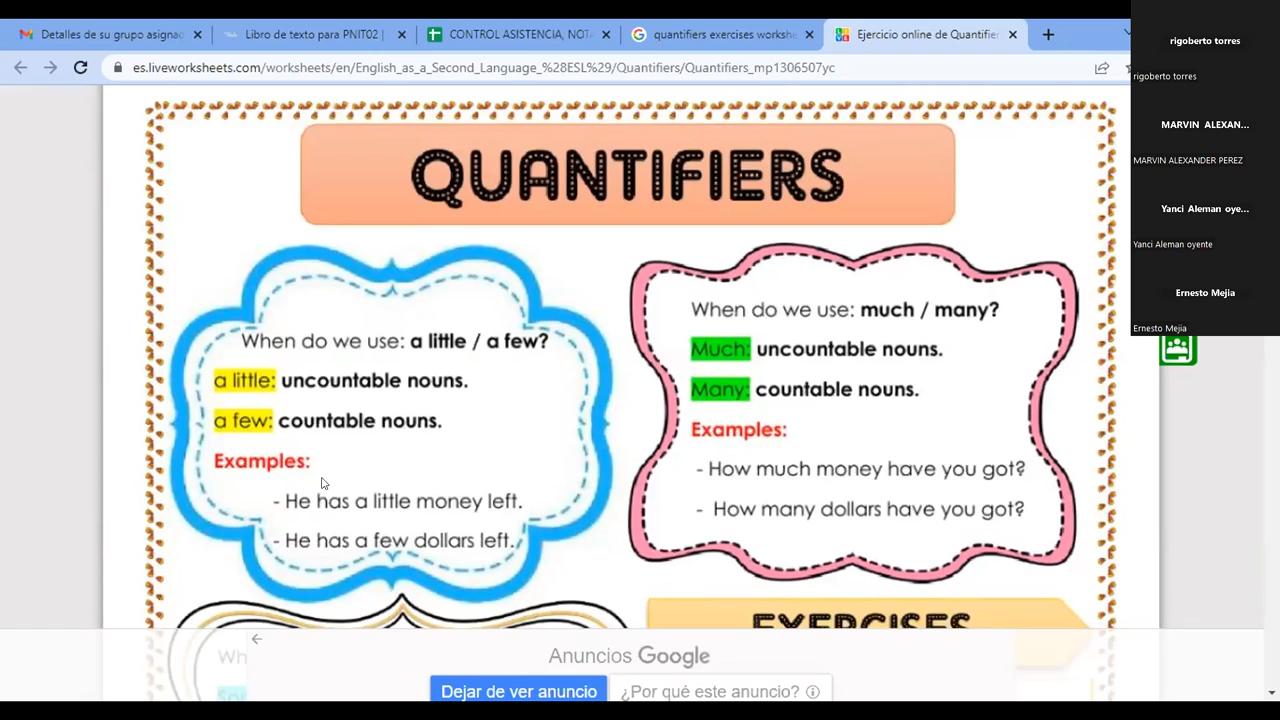 Detalles de su grupo asignad
Libro de texto para PNIT02 |
CONTROL ASISTENCIA, NOTA
quantifiers exercises workshe
Ejercicio online de Quantifie
es.liveworksheets.com/worksheets/en/English_as_a_Second_Language_%28ESL%29/Quantifiers/Quantifiers_mp1306507yc
rigoberto torres
rigoberto torres
MARVIN ALEXAN...
MARVIN ALEXANDER PEREZ
Yanci Aleman oye...
Yanci Aleman oyente
Ernesto Mejia
Ernesto Mejia
QUANTIFIERS
When do we use: a little / a few?
a little: uncountable nouns.
a few: countable nouns.
Examples:
- He has a little money left.
- He has a few dollars left.
When do we use: much / many?
Much: uncountable nouns.
Many: countable nouns.
Examples:
- How much money have you got?
- How many dollars have you got?
EXERCISES
Wh
So
Anuncios Google
Dejar de ver anuncio
¿Por qué este anuncio?